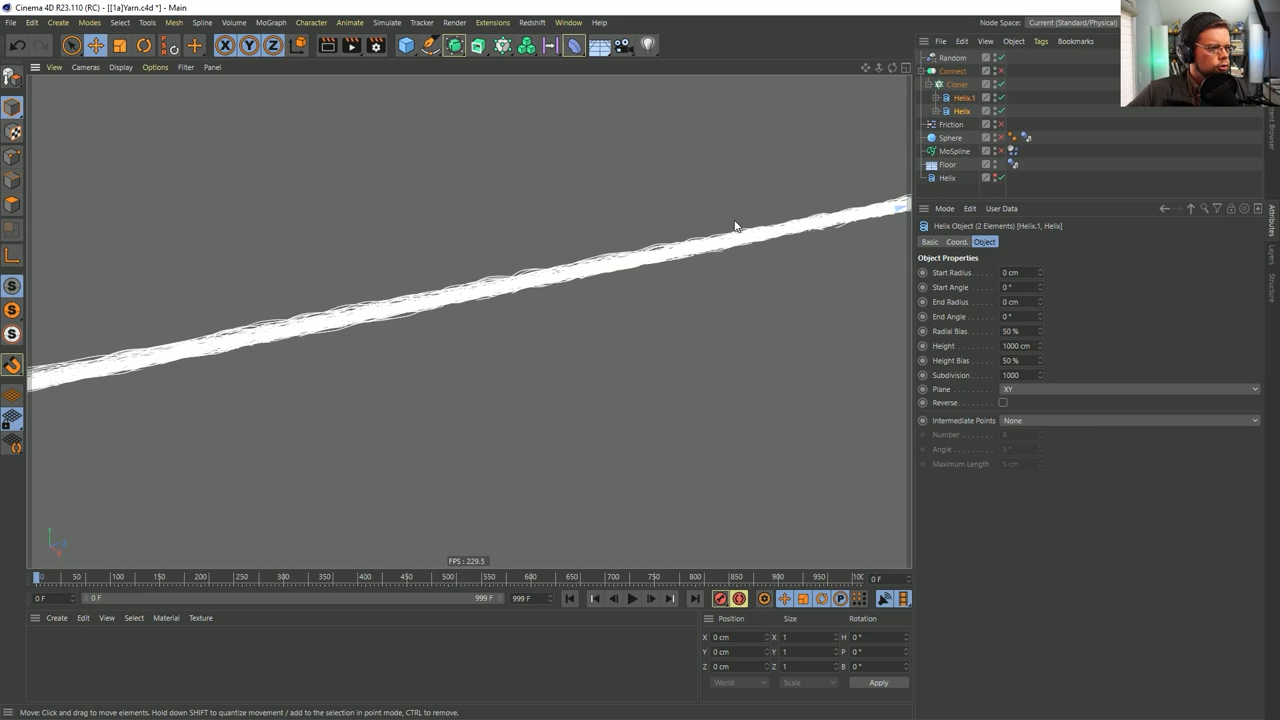 Cinema 4D R23.110 (RC) - [[1a]Yarn.c4d *] - Main
File Edit Create Modes Select Tools Mesh Spline Volume MoGraph Character Animate Simulate Tracker Render Extensions Redshift Window Help
Node Space: Current (Standard/Physical)
X Y Z
View Cameras Display Options Filter Panel
File Edit View Object Tags Bookmarks
Random
Connect
Cloner
Helix.1
Helix
Friction
Sphere
MoSpline
Floor
Helix
Mode Edit User Data
Helix Object (2 Elements) [Helix.1, Helix]
Basic Coord. Object
Object Properties
Start Radius 0 cm
Start Angle 0 °
End Radius 0 cm
End Angle 0 °
Radial Bias 50 %
Height 1000 cm
Height Bias 50 %
Subdivision 1000
Plane XY
Reverse
Intermediate Points None
Number 8
Angle 5 °
Maximum Length 5 cm
Attributes
Layers
Structure
S
S
S
Y
Z
X
FPS : 229.5
0 50 100 150 200 250 300 350 400 450 500 550 600 650 700 750 800 850 900 950 100 0 F
0 F 0 F 999 F 999 F
P
Create Edit View Select Material Texture
Position Size Rotation
X 0 cm X 1 H 0 °
Y 0 cm Y 1 P 0 °
Z 0 cm Z 1 B 0 °
World Scale Apply
Move: Click and drag to move elements. Hold down SHIFT to quantize movement / add to the selection in point mode, CTRL to remove.